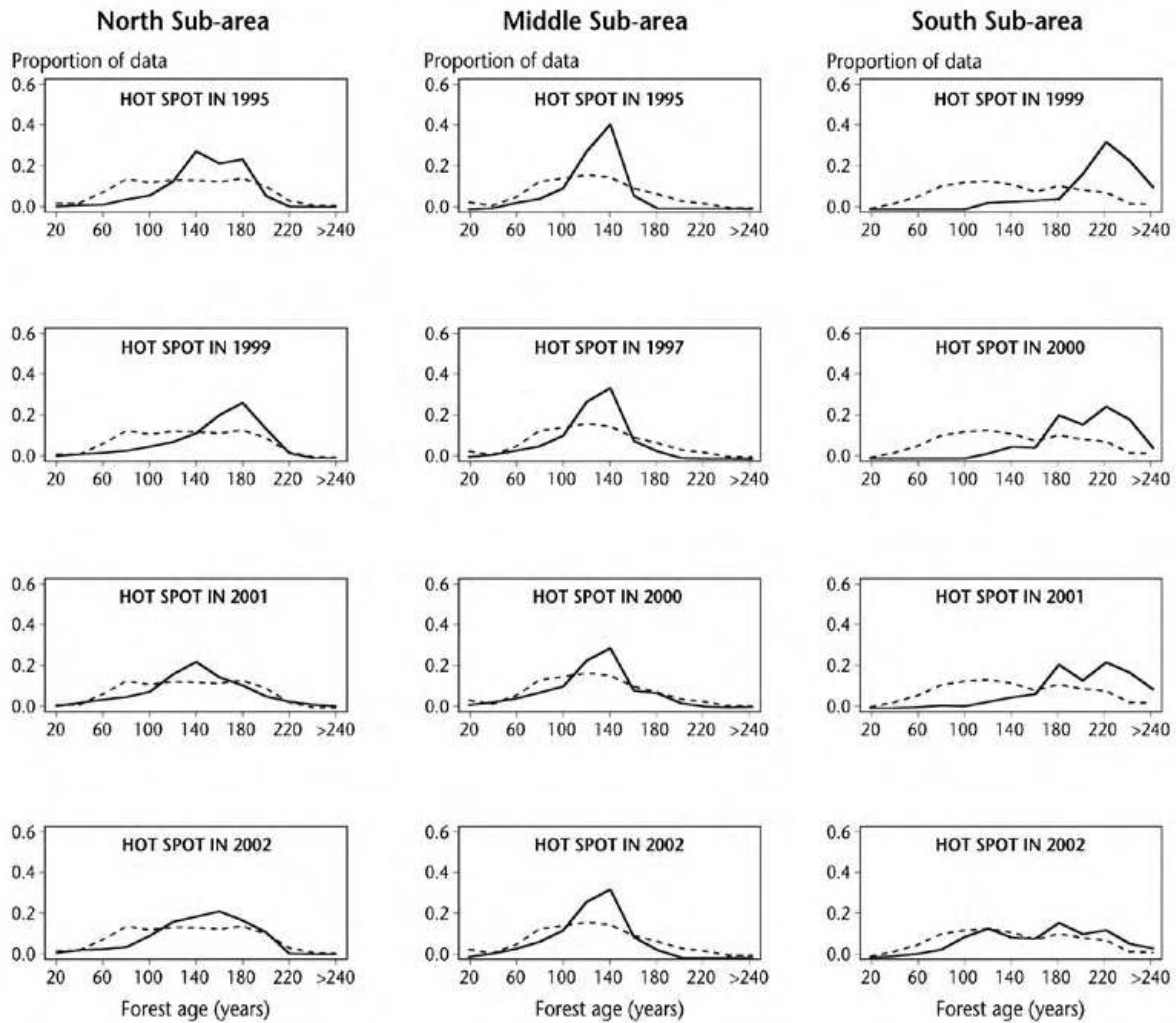 North Sub-area Middle Sub-area South Sub-area
Proportion of data Proportion of data Proportion of data
0.6 0.6 0.6
HOT SPOT IN 1995 HOT SPOT IN 1995 HOT SPOT IN 1999
0.4 0.4 0.4
0.2 0.2 0.2
0.0 0.0 0.0
20 60 100 140 180 220 >240 20 60 100 140 180 220 >240 20 60 100 140 180 220 >240
0.6 0.6 0.6
HOT SPOT IN 1999 HOT SPOT IN 1997 HOT SPOT IN 2000
0.4 0.4 0.4
0.2 0.2 0.2
0.0 0.0 0.0
20 60 100 140 180 220 >240 20 60 100 140 180 220 >240 20 60 100 140 180 220 >240
0.6 0.6 0.6
HOT SPOT IN 2001 HOT SPOT IN 2000 HOT SPOT IN 2001
0.4 0.4 0.4
0.2 0.2 0.2
0.0 0.0 0.0
20 60 100 140 180 220 >240 20 60 100 140 180 220 >240 20 60 100 140 180 220 >240
0.6 0.6 0.6
HOT SPOT IN 2002 HOT SPOT IN 2002 HOT SPOT IN 2002
0.4 0.4 0.4
0.2 0.2 0.2
0.0 0.0 0.0
20 60 100 140 180 220 >240 20 60 100 140 180 220 >240 20 60 100 140 180 220 >240
Forest age (years) Forest age (years) Forest age (years)